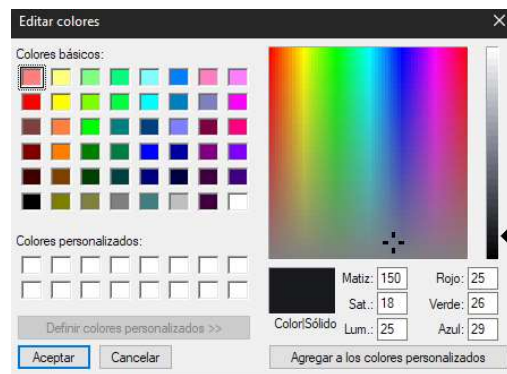 Editar colores
Colores básicos:
Colores personalizados:
Definir colores personalizados >>
Aceptar Cancelar
Color|Sólido
Matiz: 150 Rojo: 25
Sat.: 18 Verde: 26
Lum.: 25 Azul: 29
Agregar a los colores personalizados